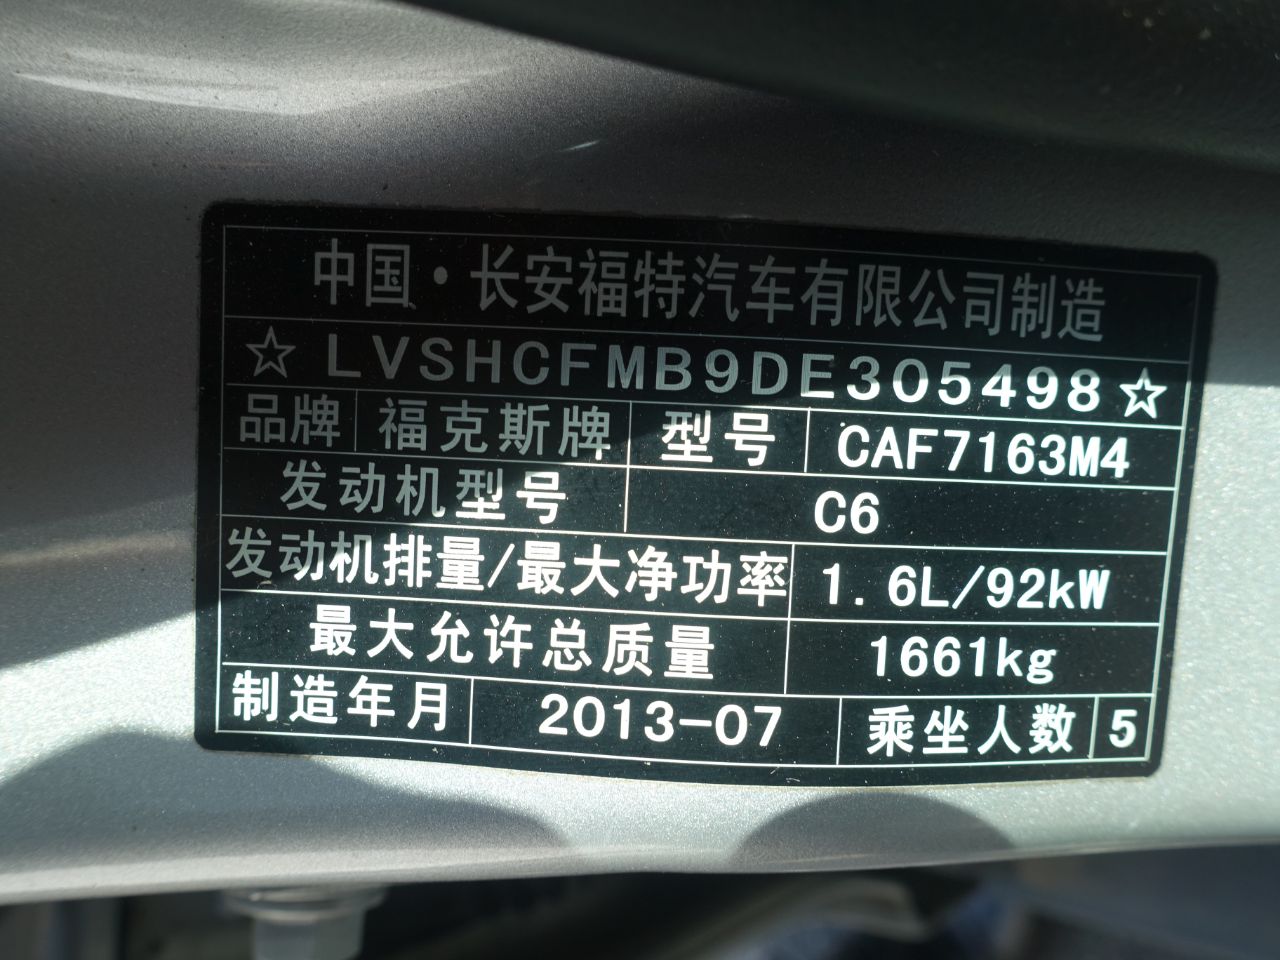 中国·长安福特汽车有限公司制造
☆LVSHCFMB9DE305498☆
品牌 福克斯牌 型号 CAF7163M4
发动机型号 C6
发动机排量/最大净功率 1.6L/92kW
最大允许总质量 1661kg
制造年月 2013-07 乘坐人数 5